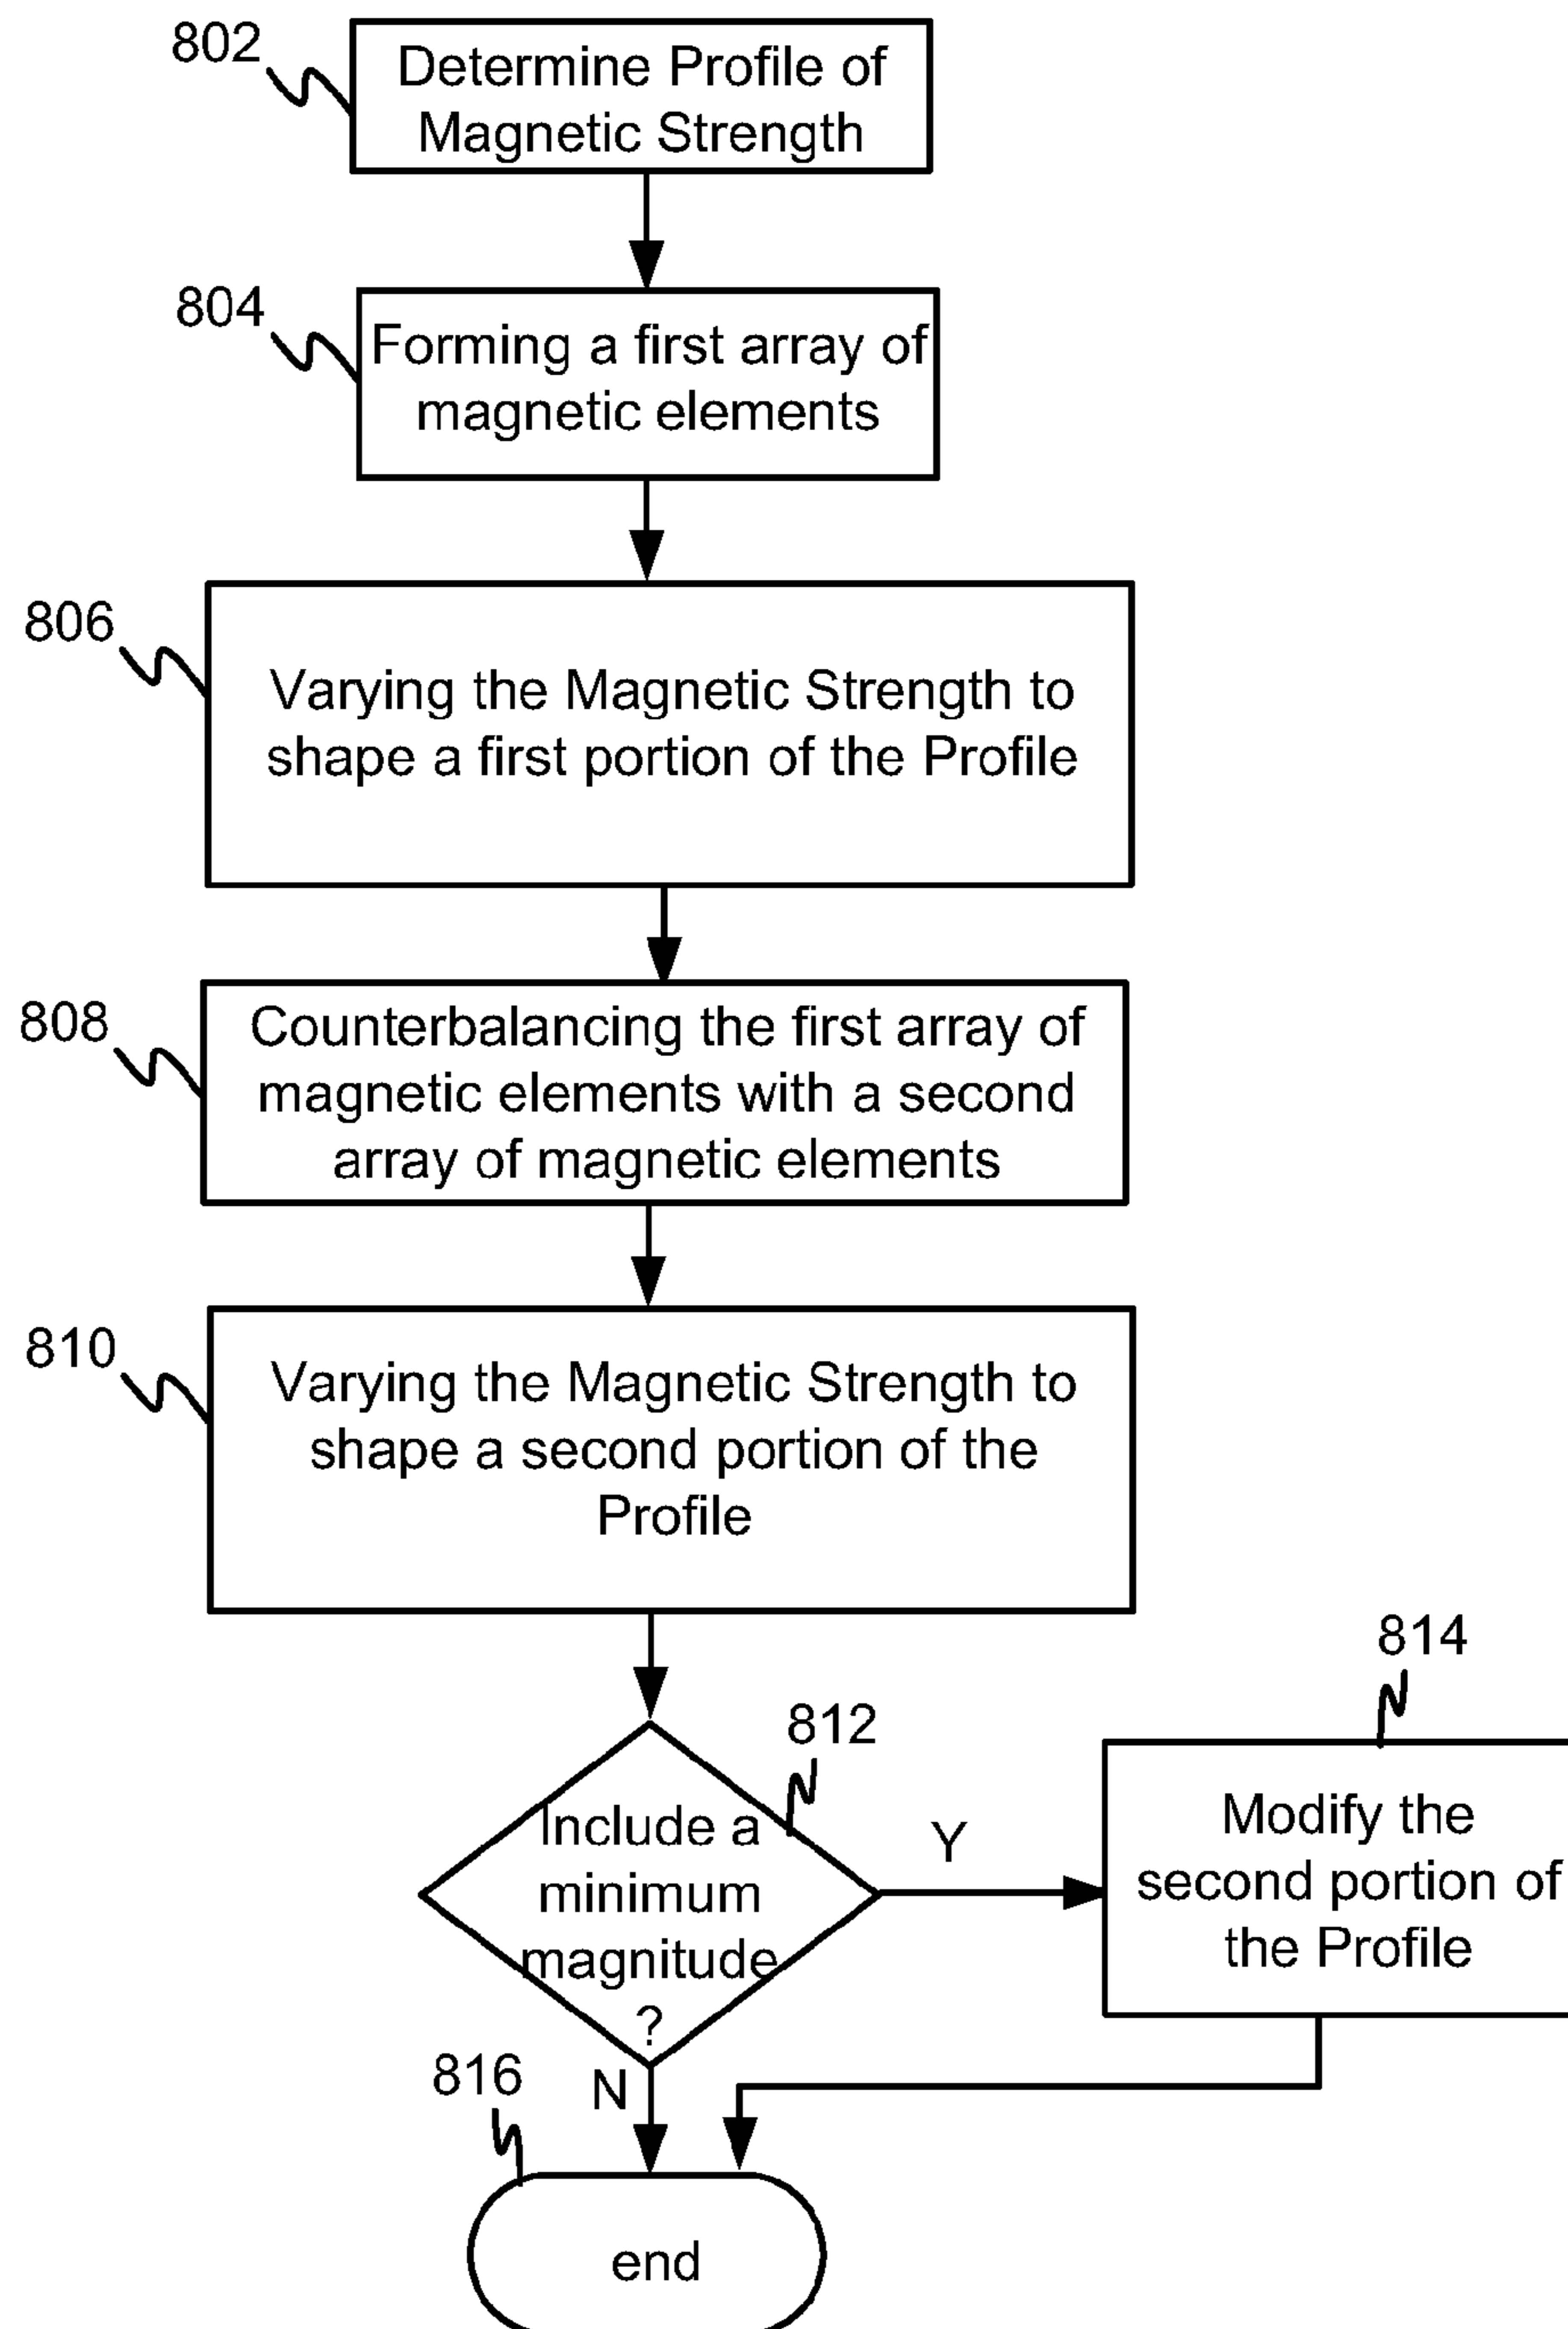 802
Determine Profile of
Magnetic Strength
804
Forming a first array of
magnetic elements
806
Varying the Magnetic Strength to
shape a first portion of the Profile
808
Counterbalancing the first array of
magnetic elements with a second
array of magnetic elements
810
Varying the Magnetic Strength to
shape a second portion of the
Profile
812
Include a
minimum
magnitude
?
Y
814
Modify the
second portion of
the Profile
N
816
end